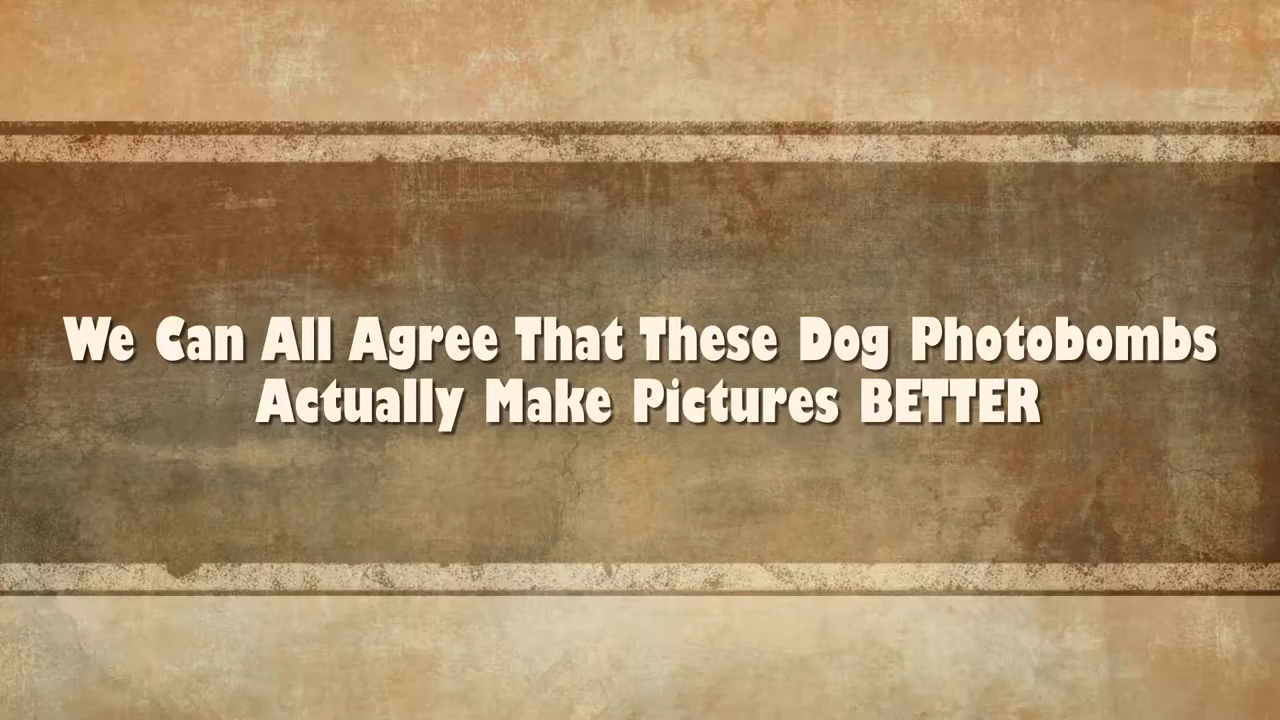 We Can All Agree That These Dog Photobombs
Actually Make Pictures BETTER